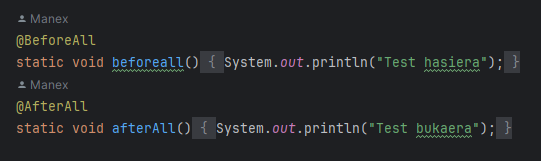 Manex
@BeforeAll
static void beforeall() { System.out.println("Test hasiera"); }
Manex
@AfterAll
static void afterAll() { System.out.println("Test bukaera"); }